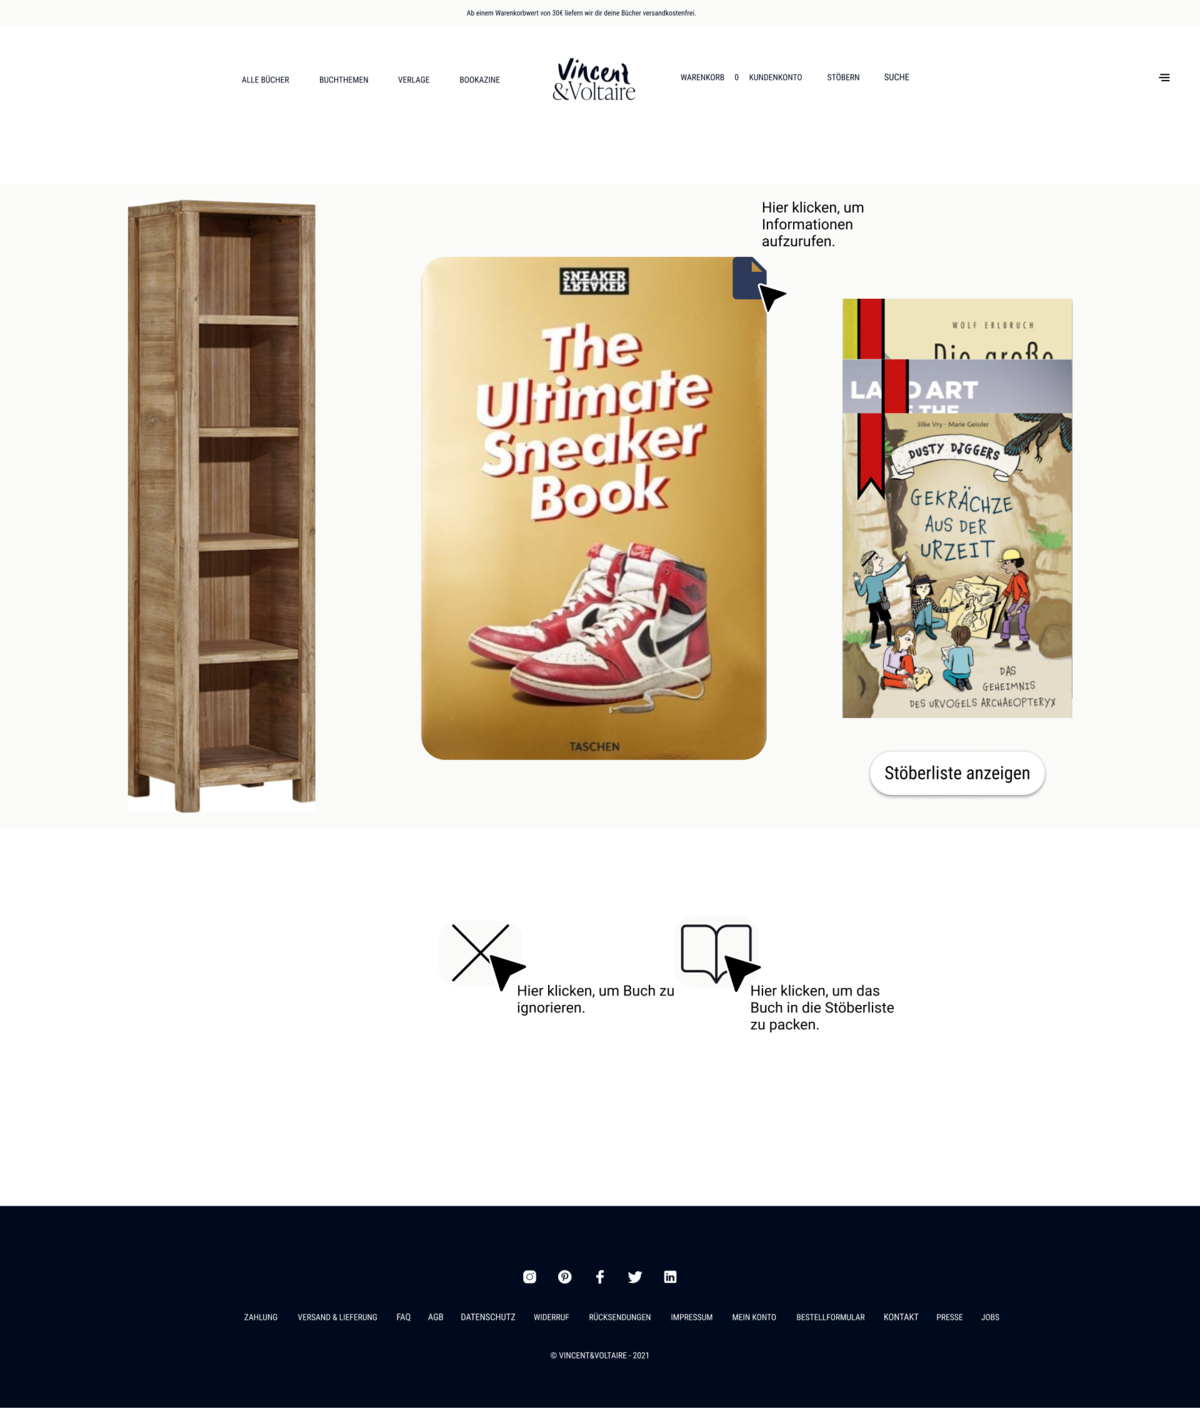 Ab einem Warenkorbwert von 30€ liefern wir dir deine Bücher versandkostenfrei.
ALLE BÜCHER BUCHTHEMEN VERLAGE BOOKAZINE
Vincent
&Voltaire
WARENKORB 0 KUNDENKONTO STÖBERN SUCHE
Hier klicken, um
Informationen
aufzurufen.
SNEAKER
FREAKER
The
Ultimate
Sneaker
Book
TASCHEN
WOLF ERLBRUCH
Die große
ART
THE
Silke Vry · Marie Geissler
DUSTY DIGGERS
GEKRÄCHZE
AUS DER
URZEIT
DAS
GEHEIMNIS
DES URVOGELS ARCHAEOPTERYX
Stöberliste anzeigen
Hier klicken, um Buch zu
ignorieren.
Hier klicken, um das
Buch in die Stöberliste
zu packen.
ZAHLUNG VERSAND & LIEFERUNG FAQ AGB DATENSCHUTZ WIDERRUF RÜCKSENDUNGEN IMPRESSUM MEIN KONTO BESTELLFORMULAR KONTAKT PRESSE JOBS
© VINCENT&VOLTAIRE - 2021